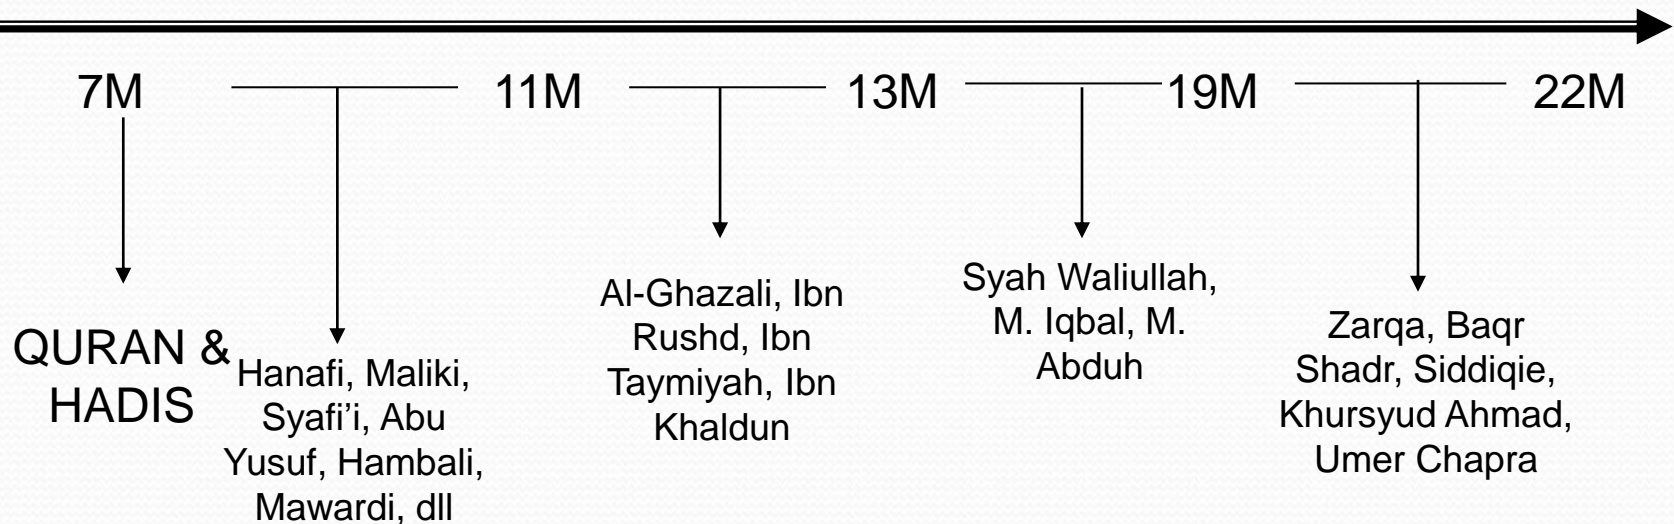 7M
11M
13M
19M
22M
QURAN &
HADIS
Hanafi, Maliki,
Syafi’i, Abu
Yusuf, Hambali,
Mawardi, dll
Al-Ghazali, Ibn
Rushd, Ibn
Taymiyah, Ibn
Khaldun
Syah Waliullah,
M. Iqbal, M.
Abduh
Zarqa, Baqr
Shadr, Siddiqie,
Khursyud Ahmad,
Umer Chapra